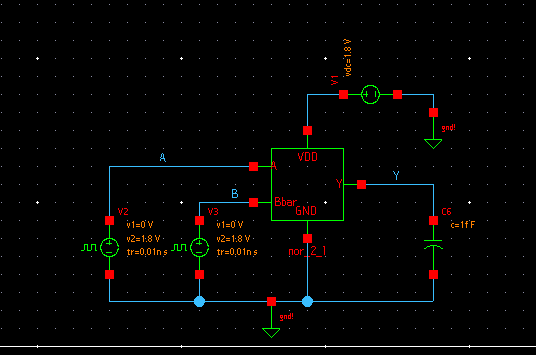 vdc=1.8 V
V1
gnd!
A
VDD
A
B
Y
Y
Bbar
GND
nor_2_1
V2
v1=0 V
v2=1.8 V
tr=0.01n s
V3
v1=0 V
v2=1.8 V
tr=0.01n s
C6
c=1f F
gnd!